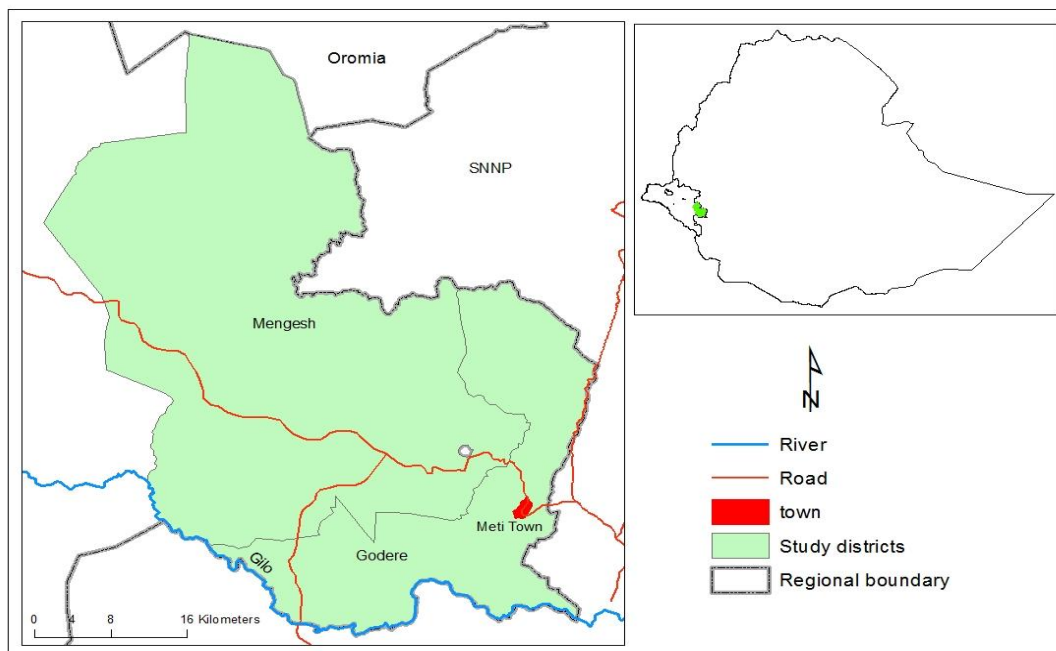 Oromia
SNNP
Mengesh
Meti Town
Godere
Gilo
0 4 8 16 Kilometers
N
River
Road
town
Study districts
Regional boundary